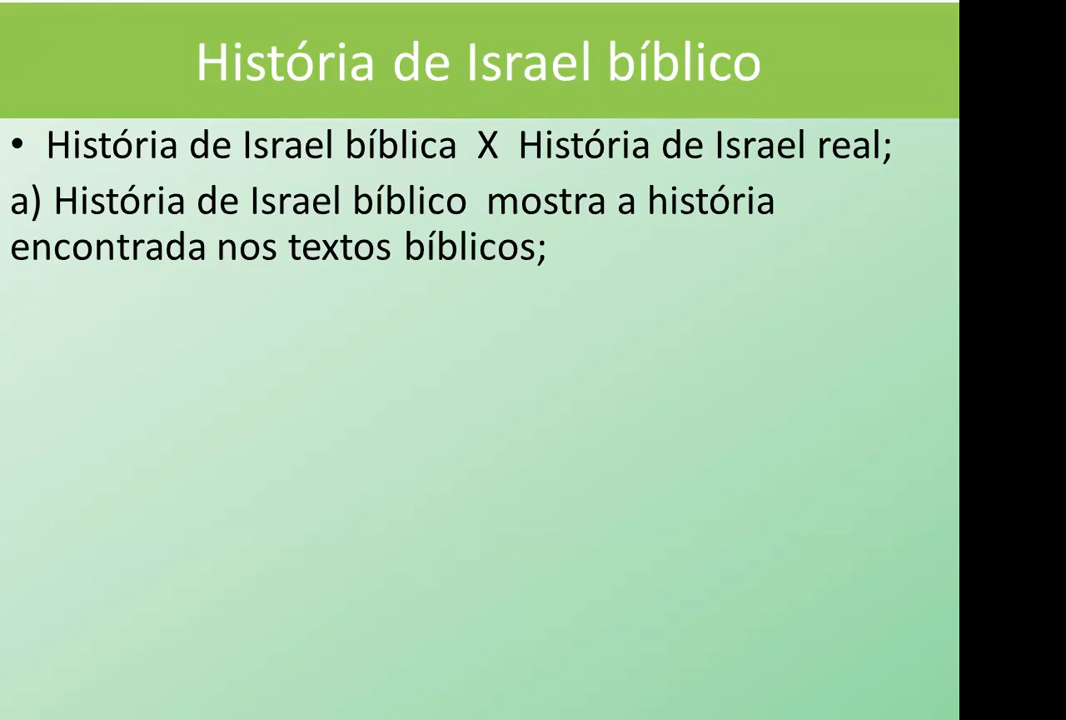 História de Israel bíblico
• História de Israel bíblica X História de Israel real;
a) História de Israel bíblico mostra a história
encontrada nos textos bíblicos;